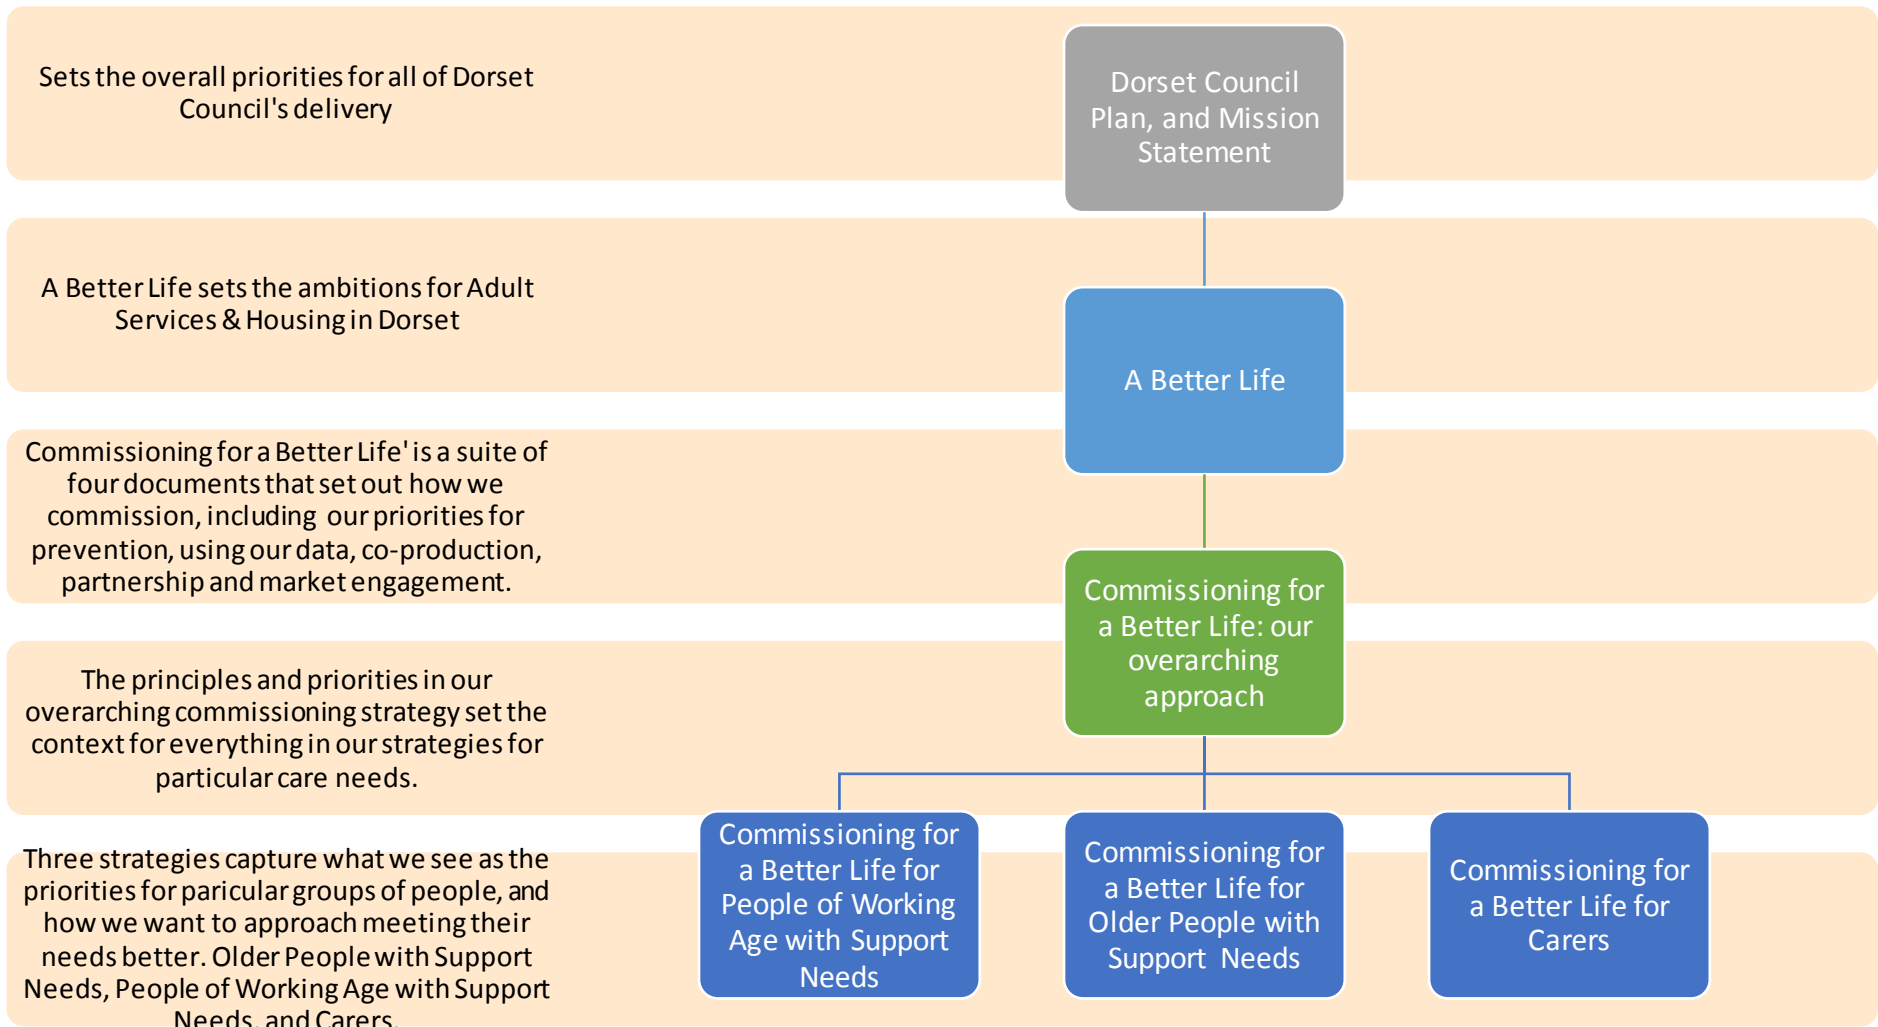 Sets the overall priorities for all of Dorset
Council's delivery
Dorset Council
Plan, and Mission
Statement
A Better Life sets the ambitions for Adult
Services & Housing in Dorset
A Better Life
Commissioning for a Better Life' is a suite of
four documents that set out how we
commission, including our priorities for
prevention, using our data, co-production,
partnership and market engagement.
Commissioning for
a Better Life: our
overarching
approach
The principles and priorities in our
overarching commissioning strategy set the
context for everything in our strategies for
particular care needs.
Three strategies capture what we see as the
priorities for paricular groups of people, and
how we want to approach meeting their
needs better. Older People with Support
Needs, People of Working Age with Support
Needs, and Carers.
Commissioning for
a Better Life for
People of Working
Age with Support
Needs
Commissioning for
a Better Life for
Older People with
Support Needs
Commissioning for
a Better Life for
Carers